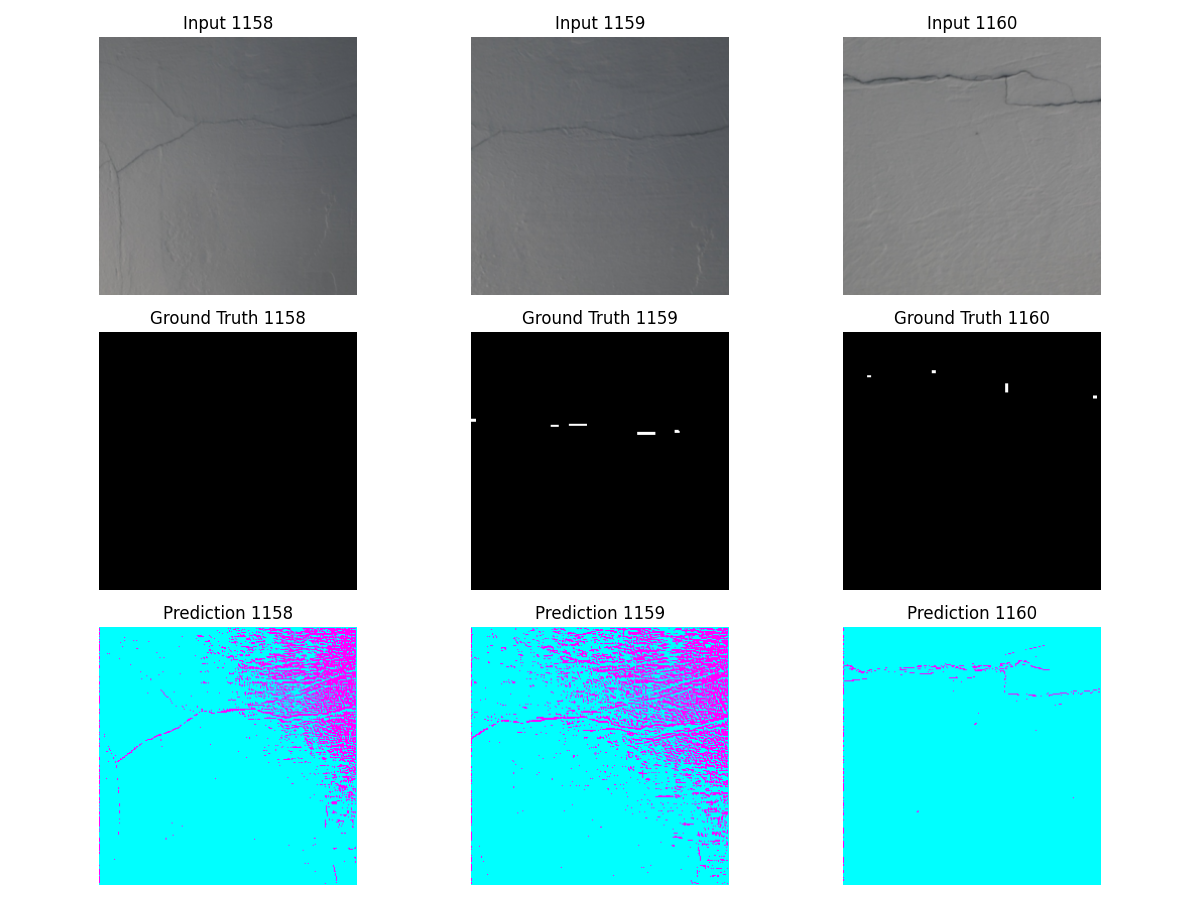 Input 1158
Input 1159
Input 1160
Ground Truth 1158
Ground Truth 1159
Ground Truth 1160
Prediction 1158
Prediction 1159
Prediction 1160